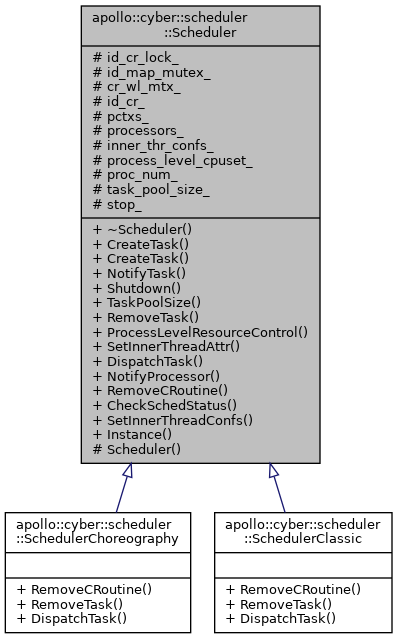 apollo::cyber::scheduler
::Scheduler
# id_cr_lock_
# id_map_mutex_
# cr_wl_mtx_
# id_cr_
# pctxs_
# processors_
# inner_thr_confs_
# process_level_cpuset_
# proc_num_
# task_pool_size_
# stop_
+ ~Scheduler()
+ CreateTask()
+ CreateTask()
+ NotifyTask()
+ Shutdown()
+ TaskPoolSize()
+ RemoveTask()
+ ProcessLevelResourceControl()
+ SetInnerThreadAttr()
+ DispatchTask()
+ NotifyProcessor()
+ RemoveCRoutine()
+ CheckSchedStatus()
+ SetInnerThreadConfs()
+ Instance()
# Scheduler()
apollo::cyber::scheduler
::SchedulerChoreography
+ RemoveCRoutine()
+ RemoveTask()
+ DispatchTask()
apollo::cyber::scheduler
::SchedulerClassic
+ RemoveCRoutine()
+ RemoveTask()
+ DispatchTask()